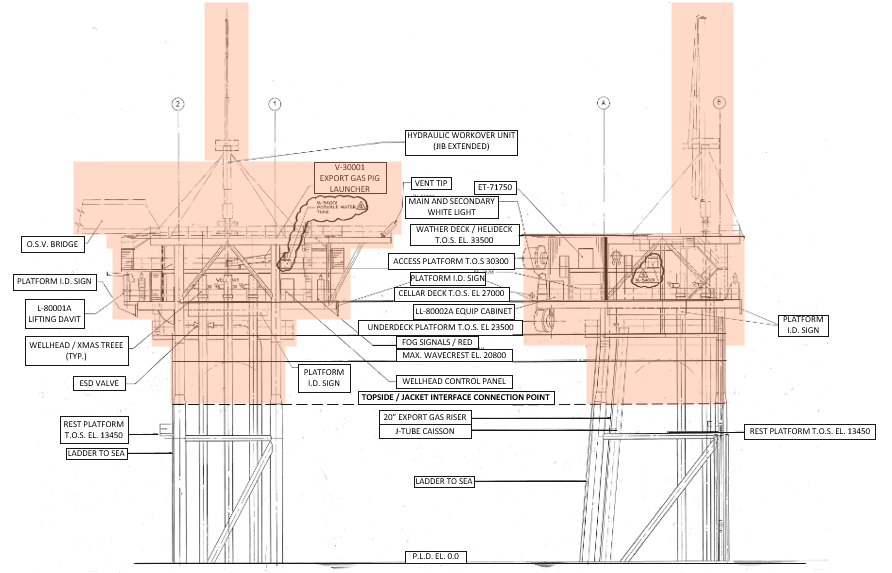 2
1
A
B
HYDRAULIC WORKOVER UNIT
(JIB EXTENDED)
V-30001
EXPORT GAS PIG
LAUNCHER
VENT TIP
ET-71750
MAIN AND SECONDARY
WHITE LIGHT
WATHER DECK / HELIDECK
T.O.S. EL. 33500
O.S.V. BRIDGE
ACCESS PLATFORM T.O.S 30300
PLATFORM I.D. SIGN
PLATFORM I.D. SIGN
CELLAR DECK T.O.S. EL 27000
L-80001A
LIFTING DAVIT
LL-80002A EQUIP CABINET
UNDERDECK PLATFORM T.O.S. EL 23500
PLATFORM
I.D. SIGN
WELLHEAD / XMAS TREEE
(TYP.)
FOG SIGNALS / RED
MAX. WAVECREST EL. 20800
ESD VALVE
PLATFORM
I.D. SIGN
WELLHEAD CONTROL PANEL
TOPSIDE / JACKET INTERFACE CONNECTION POINT
REST PLATFORM
T.O.S. EL. 13450
20" EXPORT GAS RISER
J-TUBE CAISSON
REST PLATFORM T.O.S. EL. 13450
LADDER TO SEA
LADDER TO SEA
P.L.D. EL. 0.0